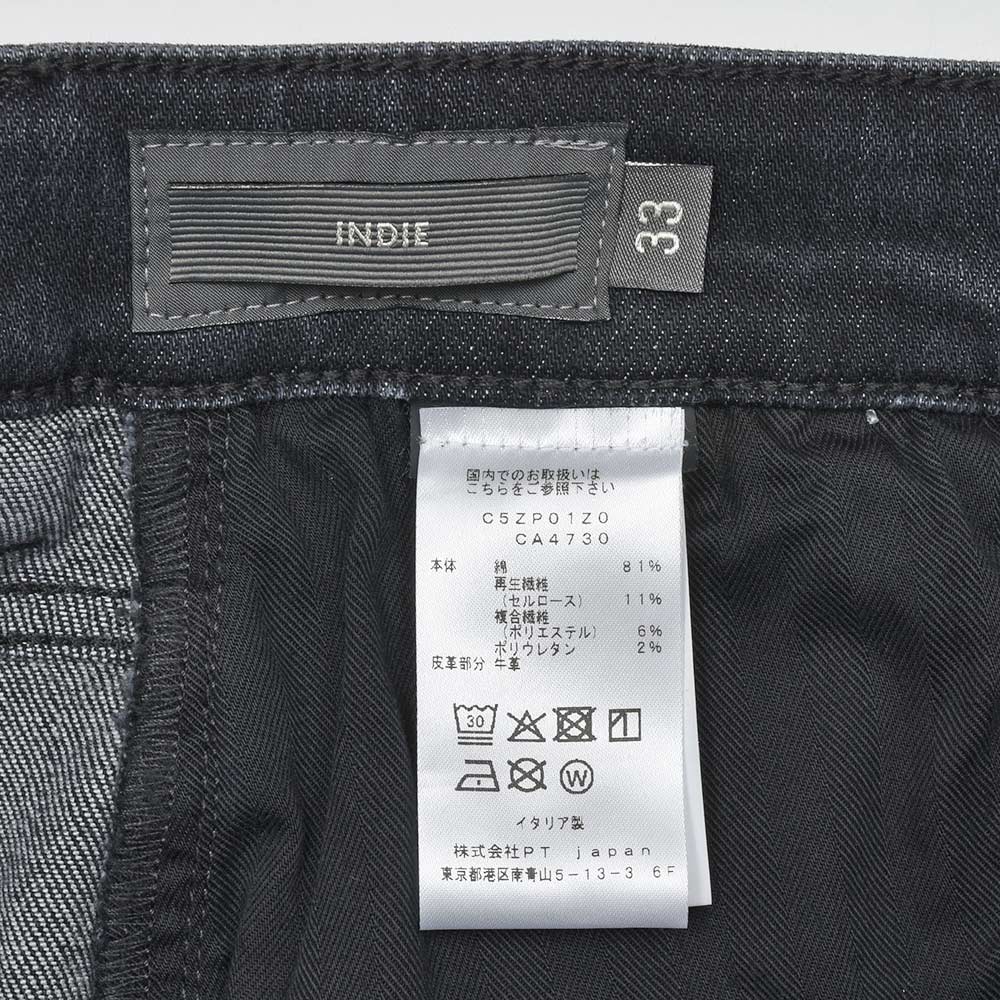 INDIE
33
国内でのお取扱いは
こちらをご参照下さい
C5ZP01Z0
CA4730
本体 綿 81%
再生繊維
(セルロース) 11%
複合繊維
(ポリエステル) 6%
ポリウレタン 2%
皮革部分 牛革
30
W
イタリア製
株式会社PT japan
東京都港区南青山5-13-3 6F